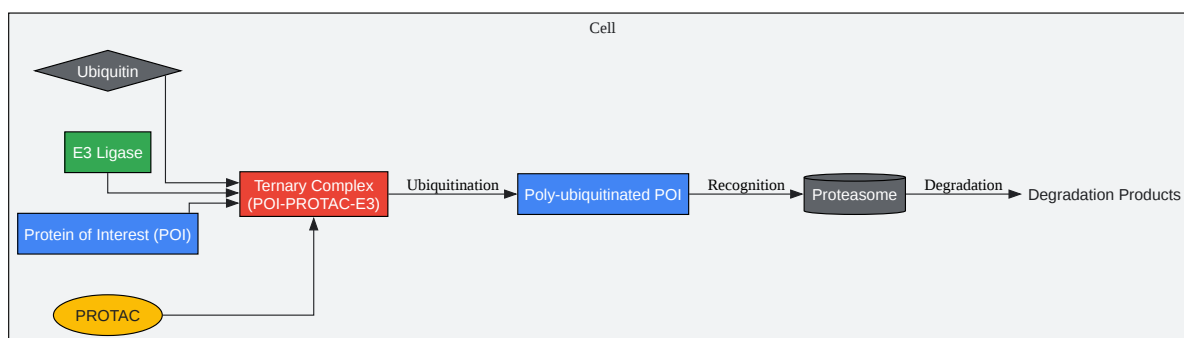 Cell
Ubiquitin
E3 Ligase
Protein of Interest (POI)
PROTAC
Ternary Complex
(POI-PROTAC-E3)
Ubiquitination
Poly-ubiquitinated POI
Recognition
Proteasome
Degradation
Degradation Products